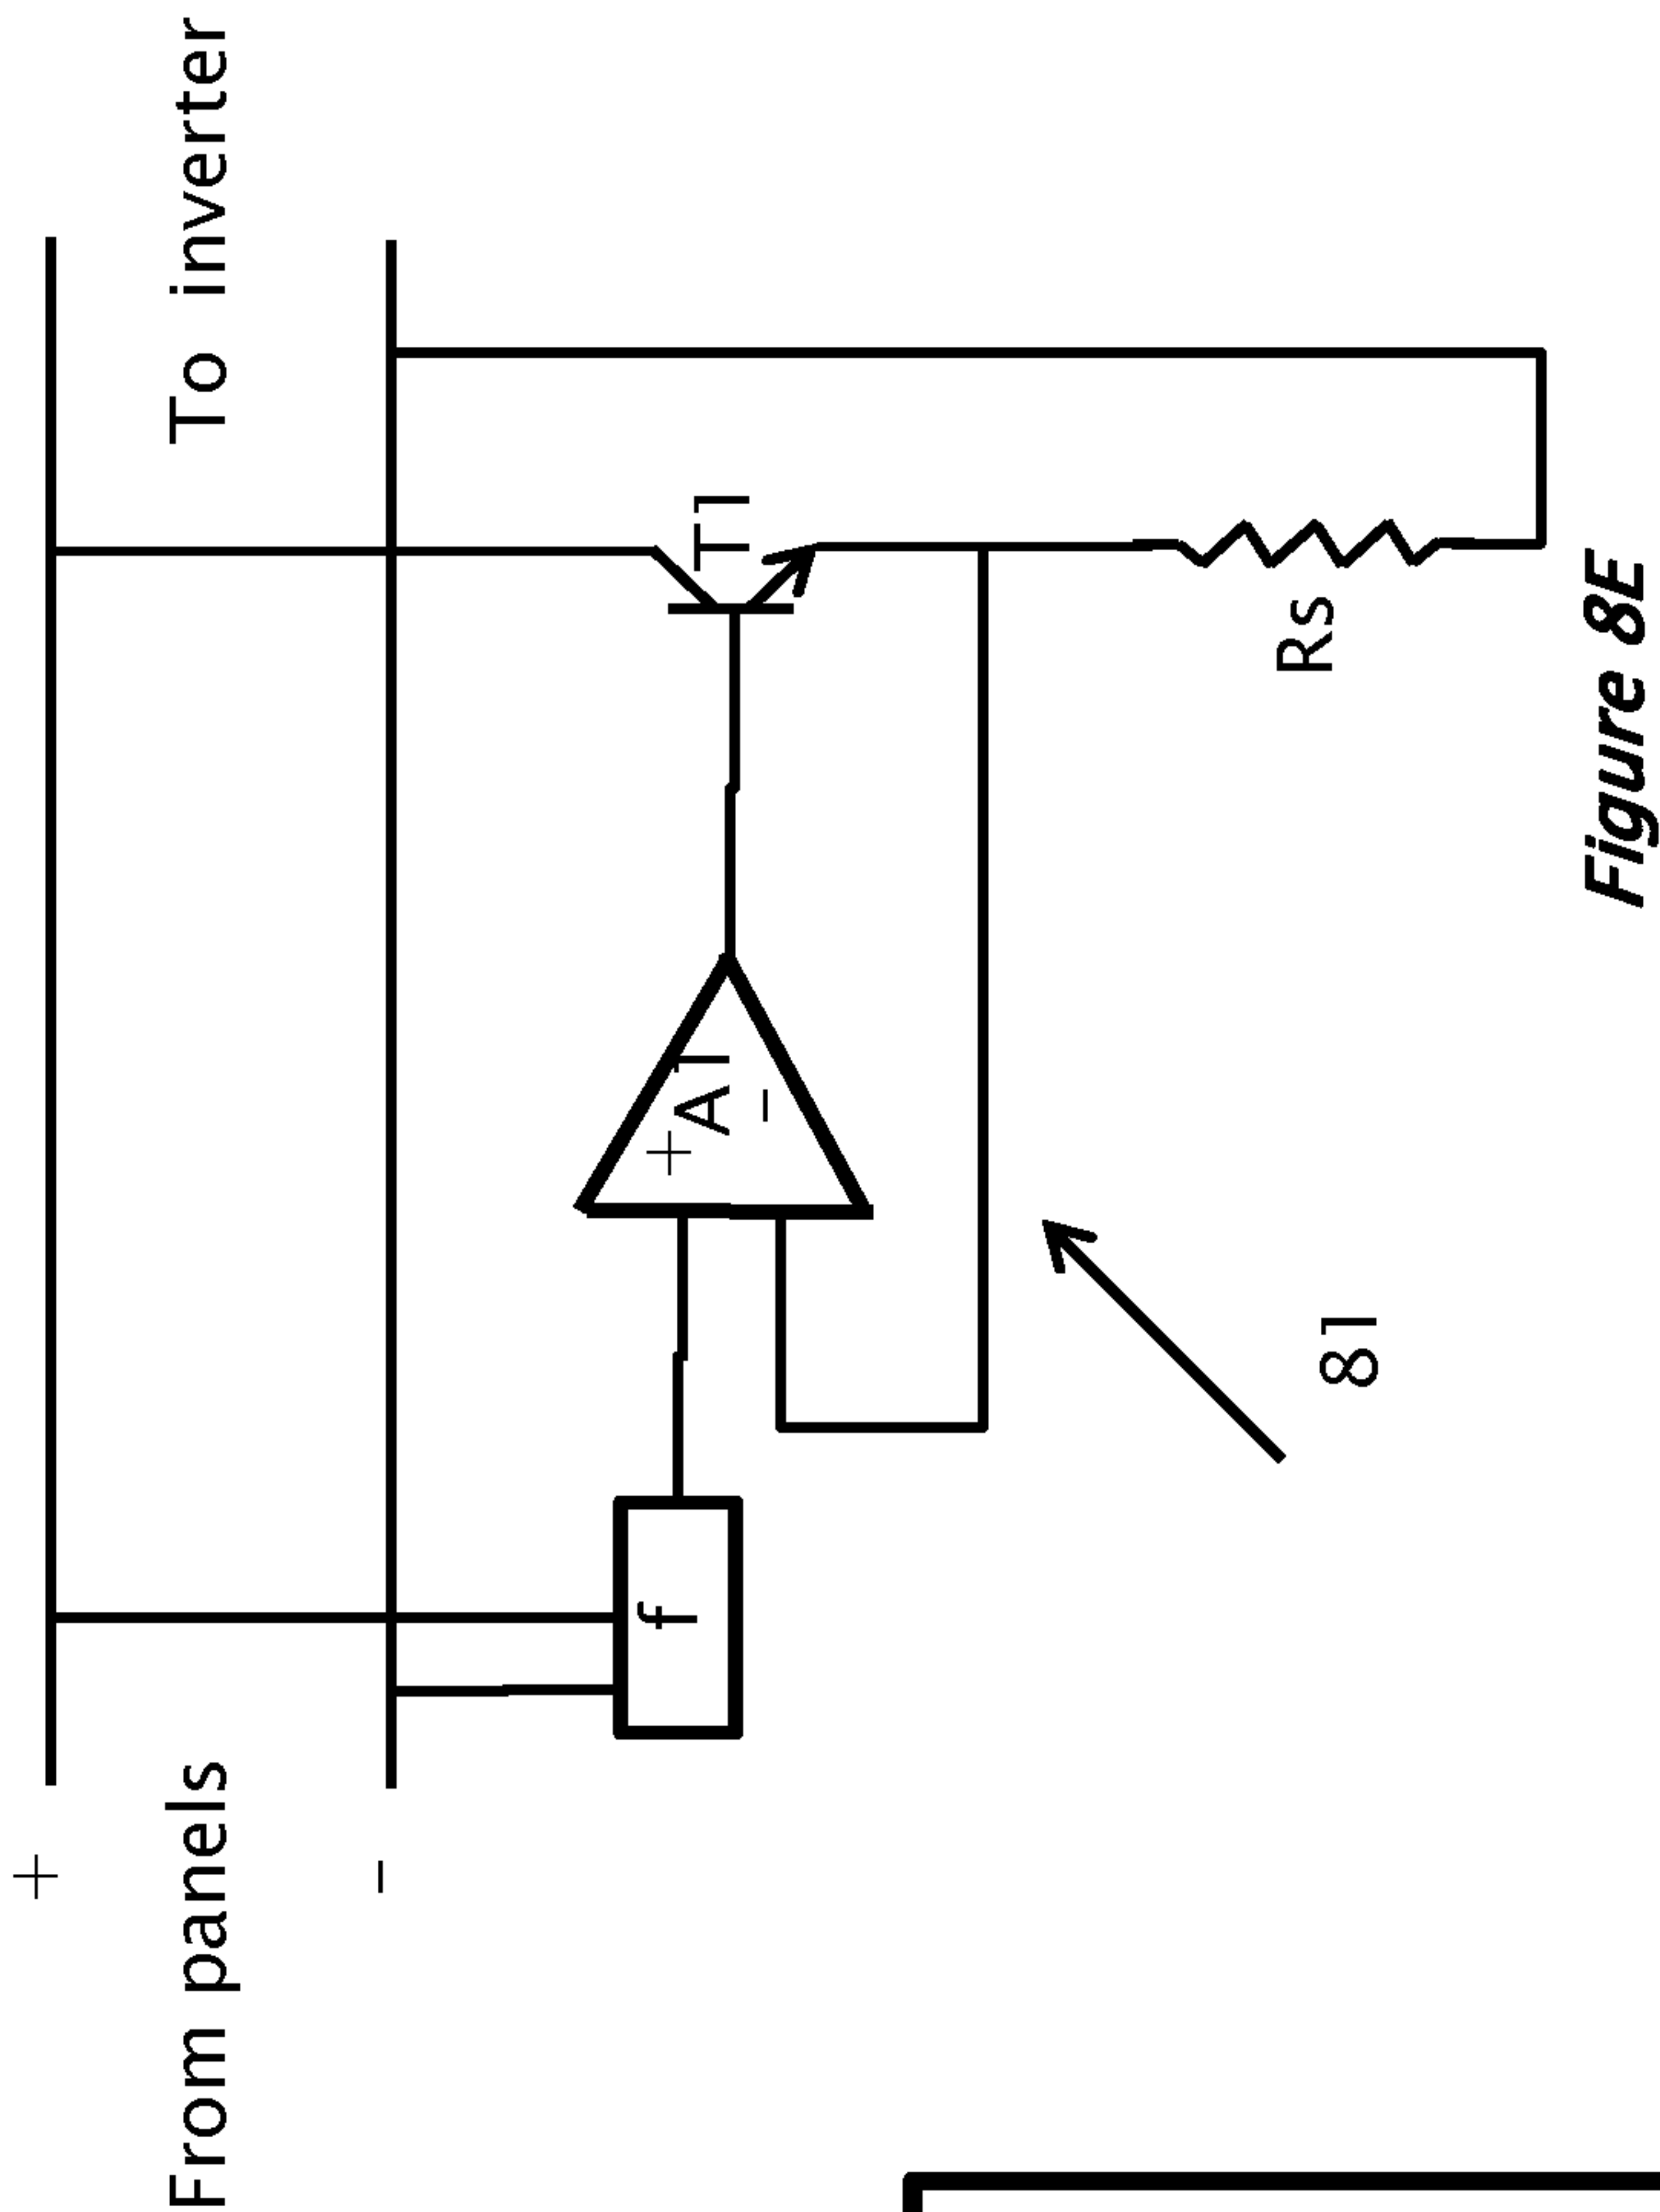 +
From panels
To inverter
-
f
+
A1
-
T1
Rs
81
Figure 8E